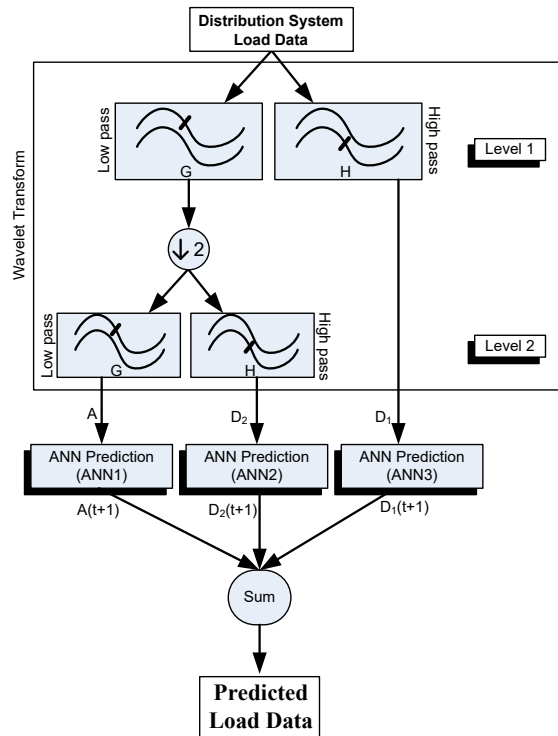 Distribution System
Load Data
Wavelet Transform
Low pass
G
H
High pass
Level 1
↓ 2
Low pass
G
H
High pass
Level 2
A
D₂
D₁
ANN Prediction
(ANN1)
ANN Prediction
(ANN2)
ANN Prediction
(ANN3)
A(t+1)
D₂(t+1)
D₁(t+1)
Sum
Predicted
Load Data